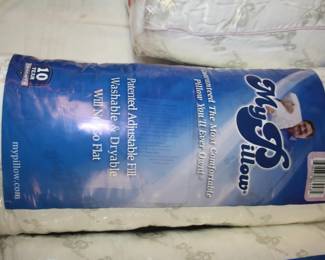 MyPillow
Guaranteed The Most Comfortable
Pillow You'll Ever Own!
Patented Adjustable Fill
Washable & Dryable
Will Not Go Flat
10
YEAR
mypillow.com